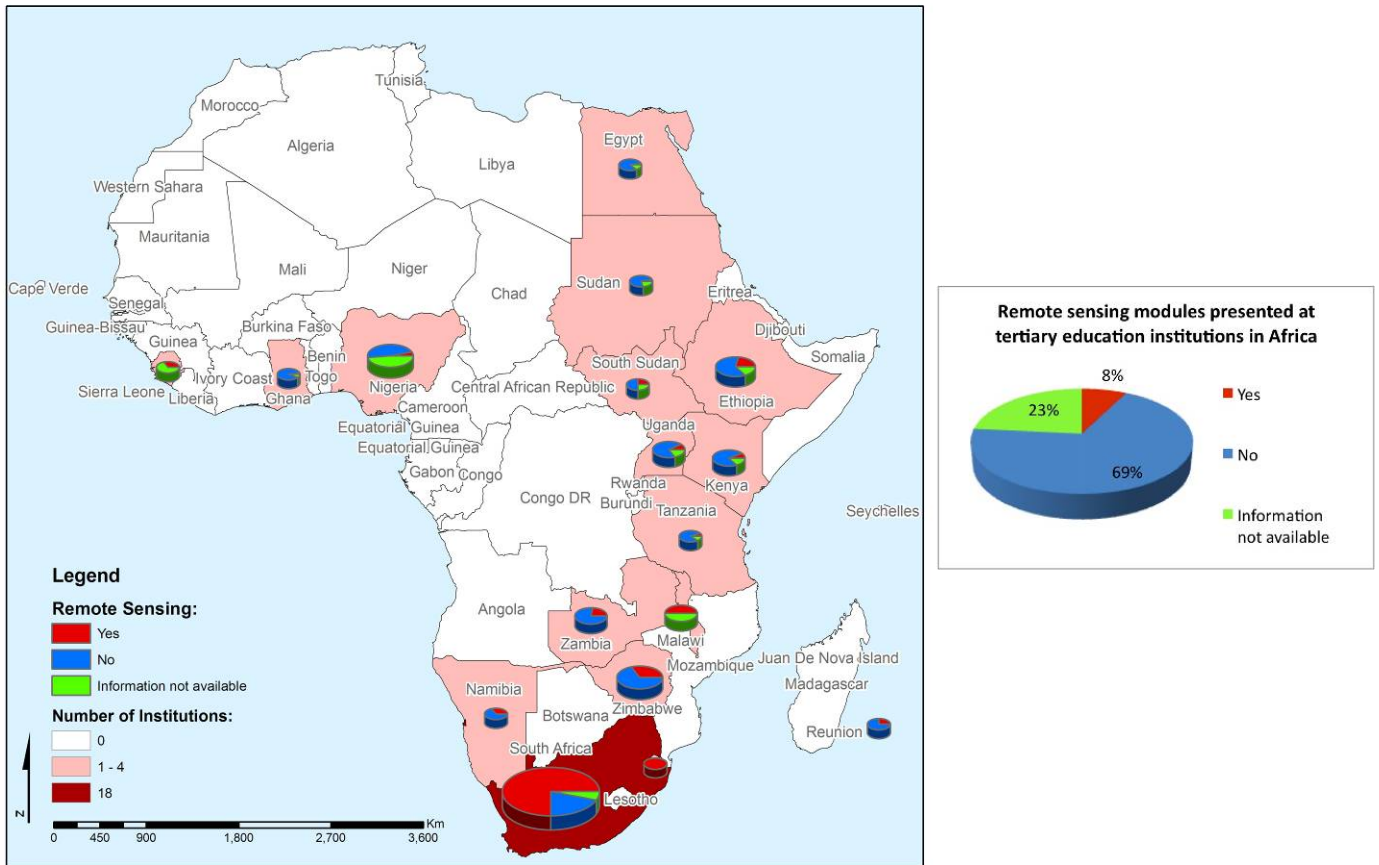 Tunisia
Morocco
Algeria
Libya
Egypt
Western Sahara
Mauritania
Mali
Niger
Chad
Sudan
Eritrea
Cape Verde
Senegal
Guinea-Bissau
Guinea
Burkina Faso
Benin
Djibouti
Somalia
Sierra Leone
Liberia
Ivory Coast
Ghana
Togo
Nigeria
Central African Republic
South Sudan
Ethiopia
Cameroon
Equatorial Guinea
Equatorial Guinea
Gabon
Congo
Uganda
Kenya
Rwanda
Burundi
Congo DR
Tanzania
Seychelles
Angola
Zambia
Malawi
Mozambique
Juan De Nova Island
Madagascar
Namibia
Botswana
Zimbabwe
Reunion
South Africa
Lesotho
Legend
Remote Sensing:
Yes
No
Information not available
Number of Institutions:
0
1 - 4
18
N
Km
0 450 900 1,800 2,700 3,600
Remote sensing modules presented at
tertiary education institutions in Africa
8%
23%
69%
Yes
No
Information
not available